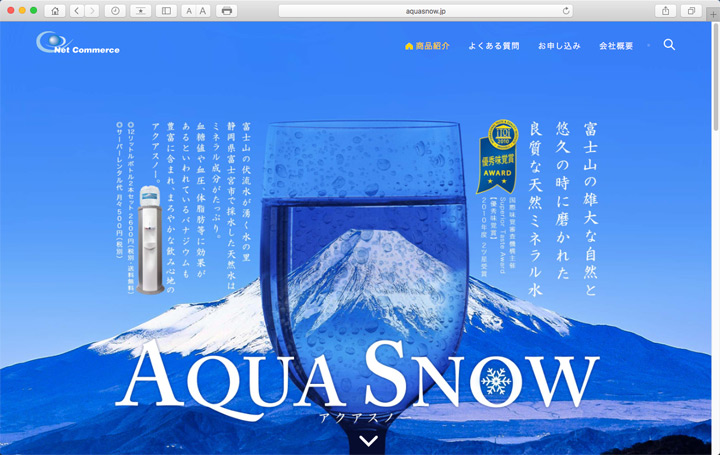 aquasnow.jp
Net Commerce
商品紹介
よくある質問
お申し込み
会社概要
富士山の雄大な自然と
悠久の時に磨かれた
良質な天然ミネラル水
2010
優秀味覚賞
AWARD
国際味覚審査機構主催
Superior Taste Award
【優秀味覚賞】
2010年度 2ツ星受賞
富士山の伏流水が湧く水の里
静岡県富士宮市で採水した天然水は
ミネラル成分がたっぷり。
血糖値や血圧、体脂肪等に効果が
あるといわれているバナジウムも
豊富に含まれ、まろやかな飲み心地の
アクアスノー。
◎12リットルボトル2本セット 2600円(税別・送料無料)
◎サーバーレンタル代 月々500円(税別)
AQUA SNOW
アクアスノー